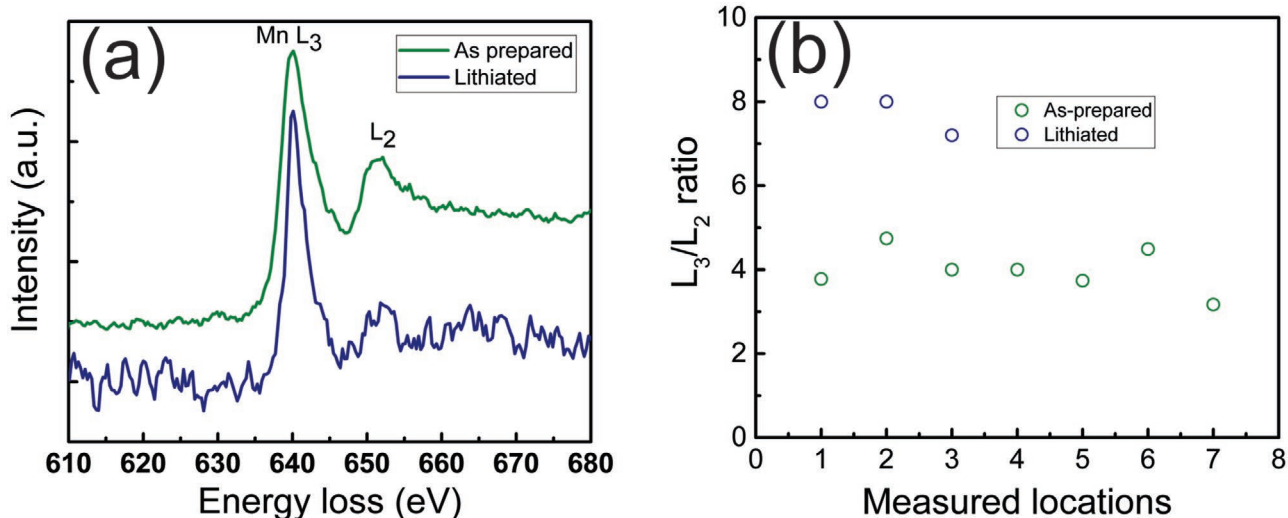 (a)
Mn L3
L2
As prepared
Lithiated
Intensity (a.u.)
610 620 630 640 650 660 670 680
Energy loss (eV)
(b)
As-prepared
Lithiated
L3/L2 ratio
10
8
6
4
2
0
0 1 2 3 4 5 6 7 8
Measured locations